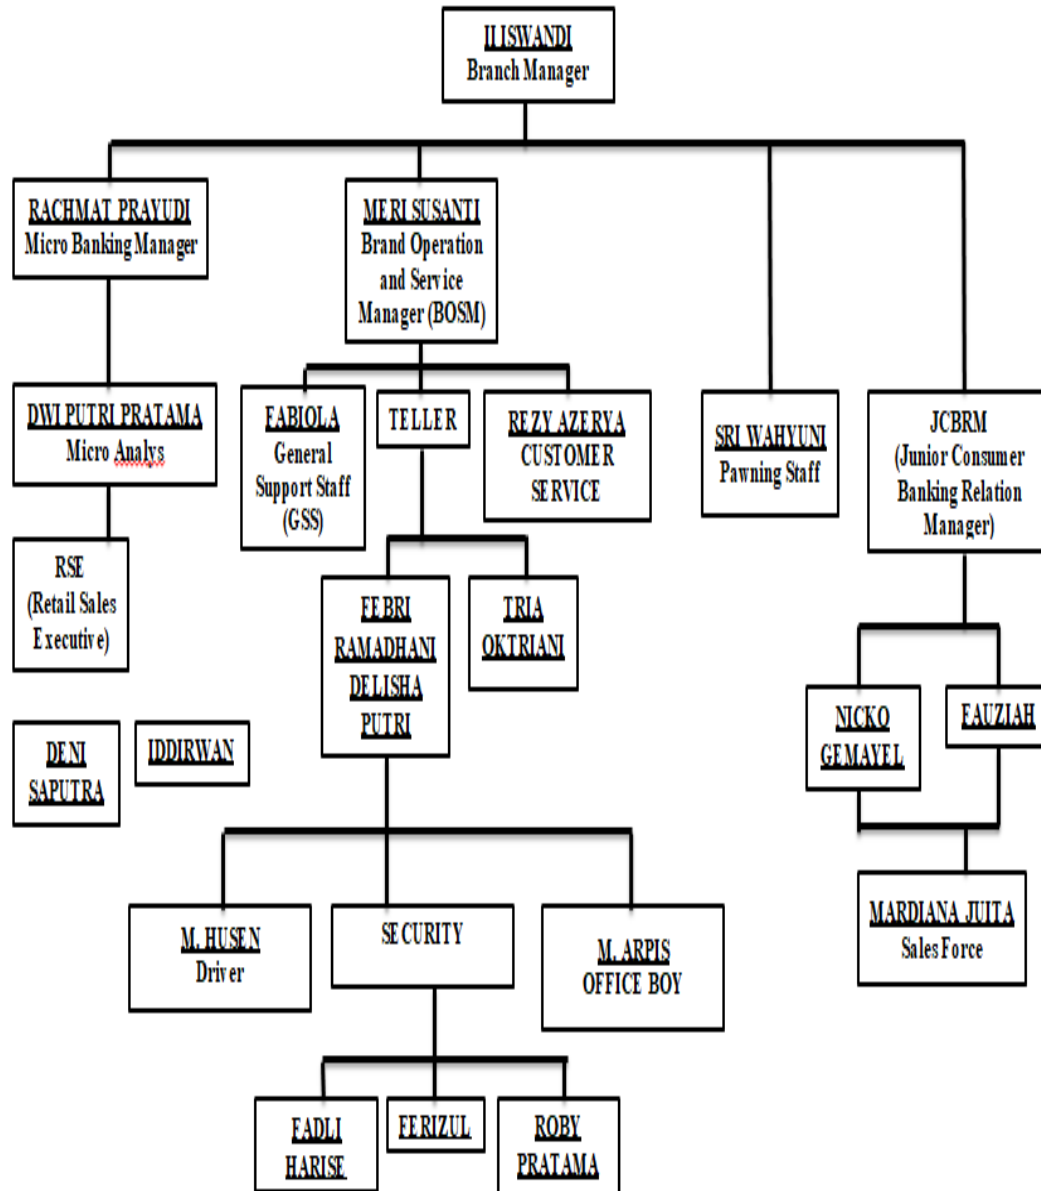 II ISWANDI
Branch Manager
RACHMAT PRAYUDI
Micro Banking Manager
MERI SUSANTI
Brand Operation
and Service
Manager (BOSM)
DWI PUTRI PRATAMA
Micro Analys
FABIOLA
General
Support Staff
(GSS)
TELLER
REZY AZERYA
CUSTOMER
SERVICE
SRI WAHYUNI
Pawning Staff
JCBRM
(Junior Consumer
Banking Relation
Manager)
RSE
(Retail Sales
Executive)
FEBRI
RAMADHANI
DELISHA
PUTRI
TRIA
OKTRIANI
DENI
SAPUTRA
IDDIRWAN
NICKO
GEMAYEL
FAUZIAH
M. HUSEN
Driver
SECURITY
M. ARPIS
OFFICE BOY
MARDIANA JUITA
Sales Force
FADLI
HARISE
FERIZUL
ROBY
PRATAMA